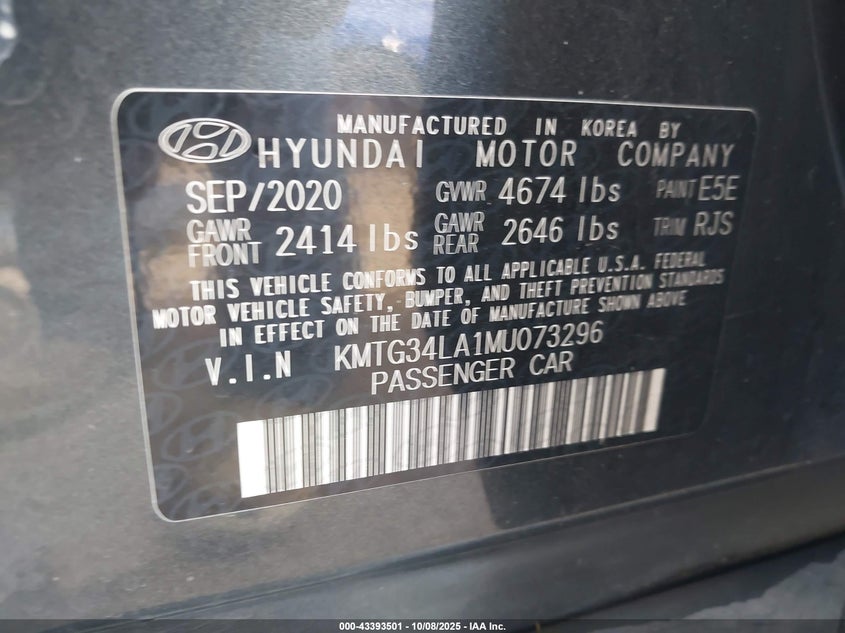 MANUFACTURED IN KOREA BY
HYUNDAI MOTOR COMPANY
SEP/2020 GVWR 4674 lbs PAINT E5E
GAWR FRONT 2414 lbs GAWR REAR 2646 lbs TRIM RJS
THIS VEHICLE CONFORMS TO ALL APPLICABLE U.S.A. FEDERAL
MOTOR VEHICLE SAFETY, BUMPER, AND THEFT PREVENTION STANDARDS
IN EFFECT ON THE DATE OF MANUFACTURE SHOWN ABOVE
V.I.N KMTG34LA1MU073296
PASSENGER CAR
000-43393501 - 10/08/2025 - IAA Inc.